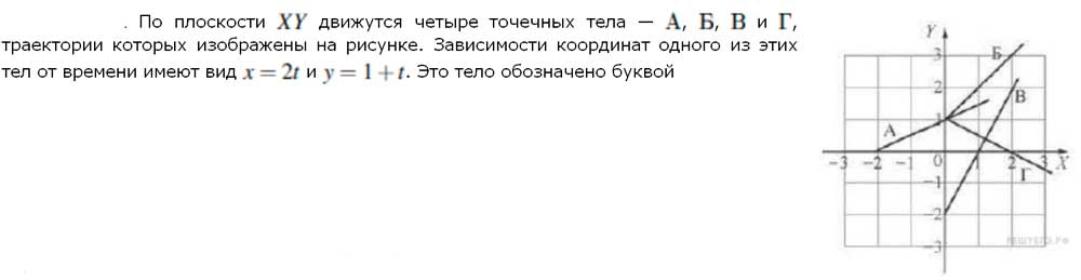 . По плоскости XY движутся четыре точечных тела — А, Б, В и Г,
траектории которых изображены на рисунке. Зависимости координат одного из этих
тел от времени имеют вид x = 2t и y = 1 + t. Это тело обозначено буквой
Y
3
Б
2
В
1
А
-3 -2 -1 0 1 2 3 X
Г
-1
-2
-3
РЕШУЕГЭ.РФ